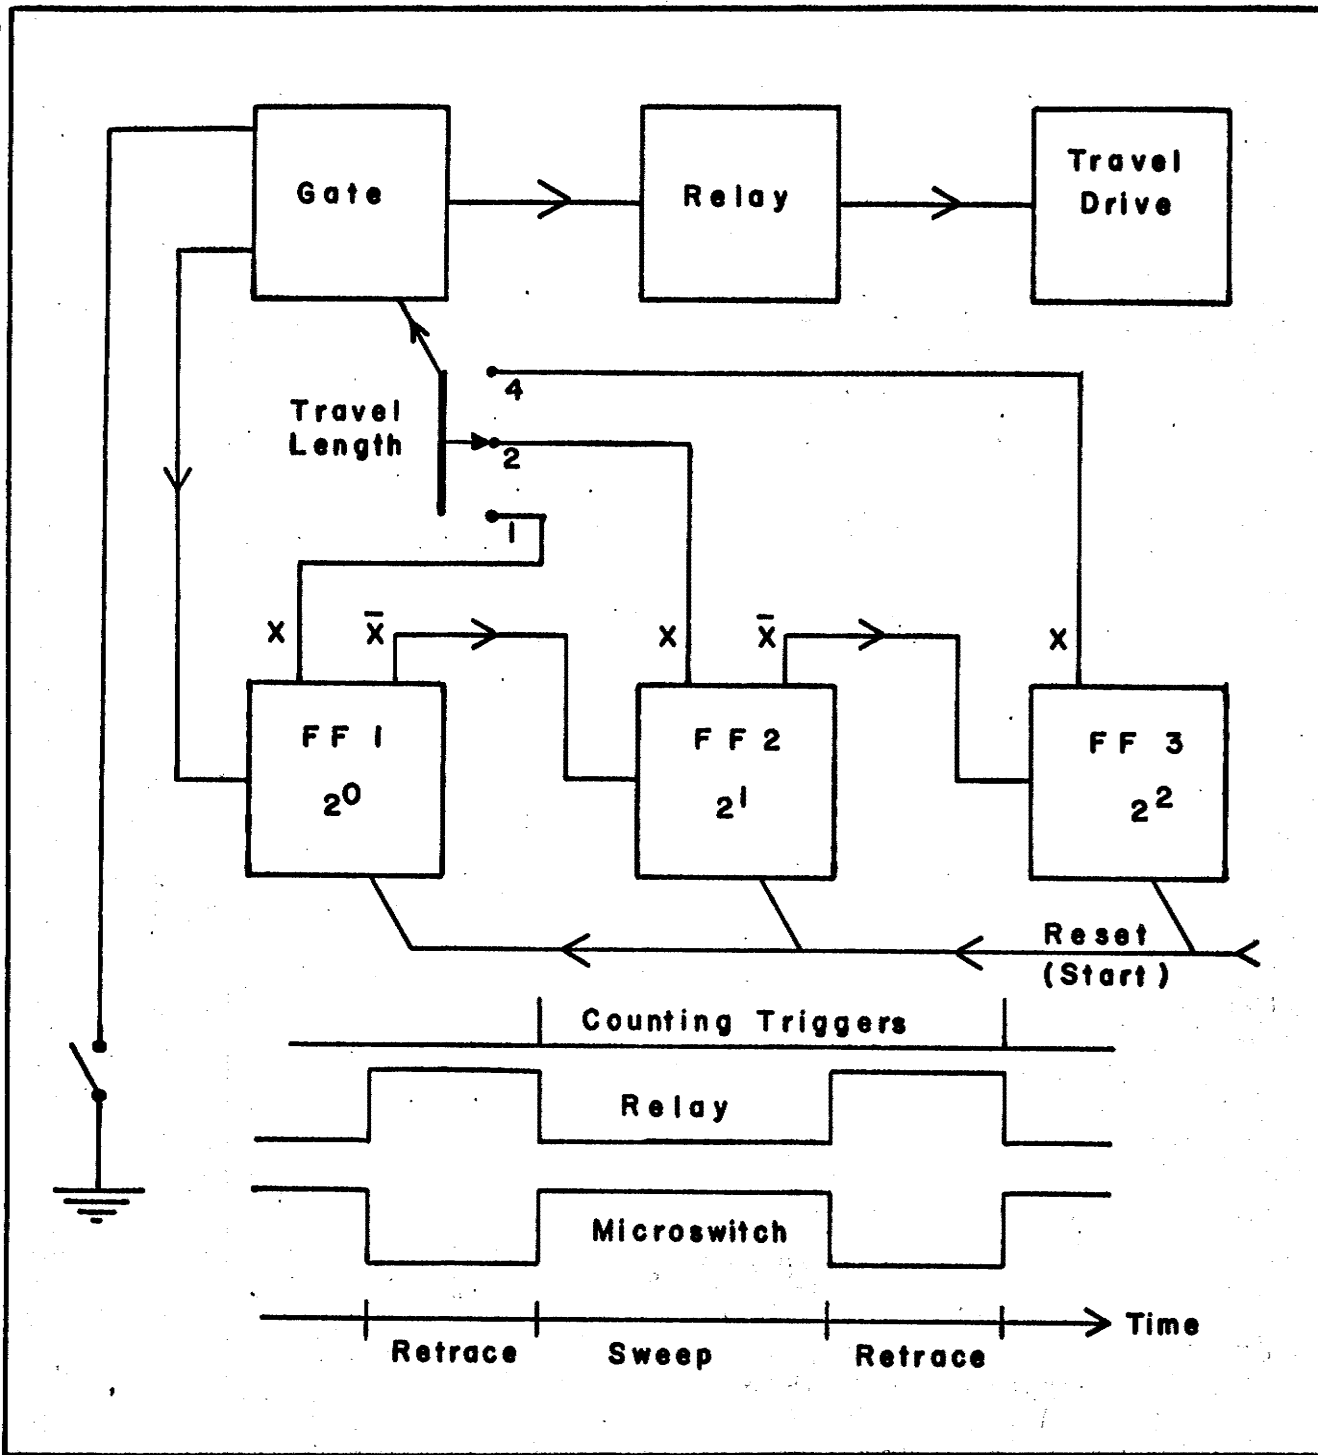 Gate
Relay
Travel
Drive
Travel
Length
4
2
1
X
X̄
X
X̄
X
FF 1
2⁰
FF 2
2¹
FF 3
2²
Reset
(Start)
Counting Triggers
Relay
Microswitch
Time
Retrace
Sweep
Retrace